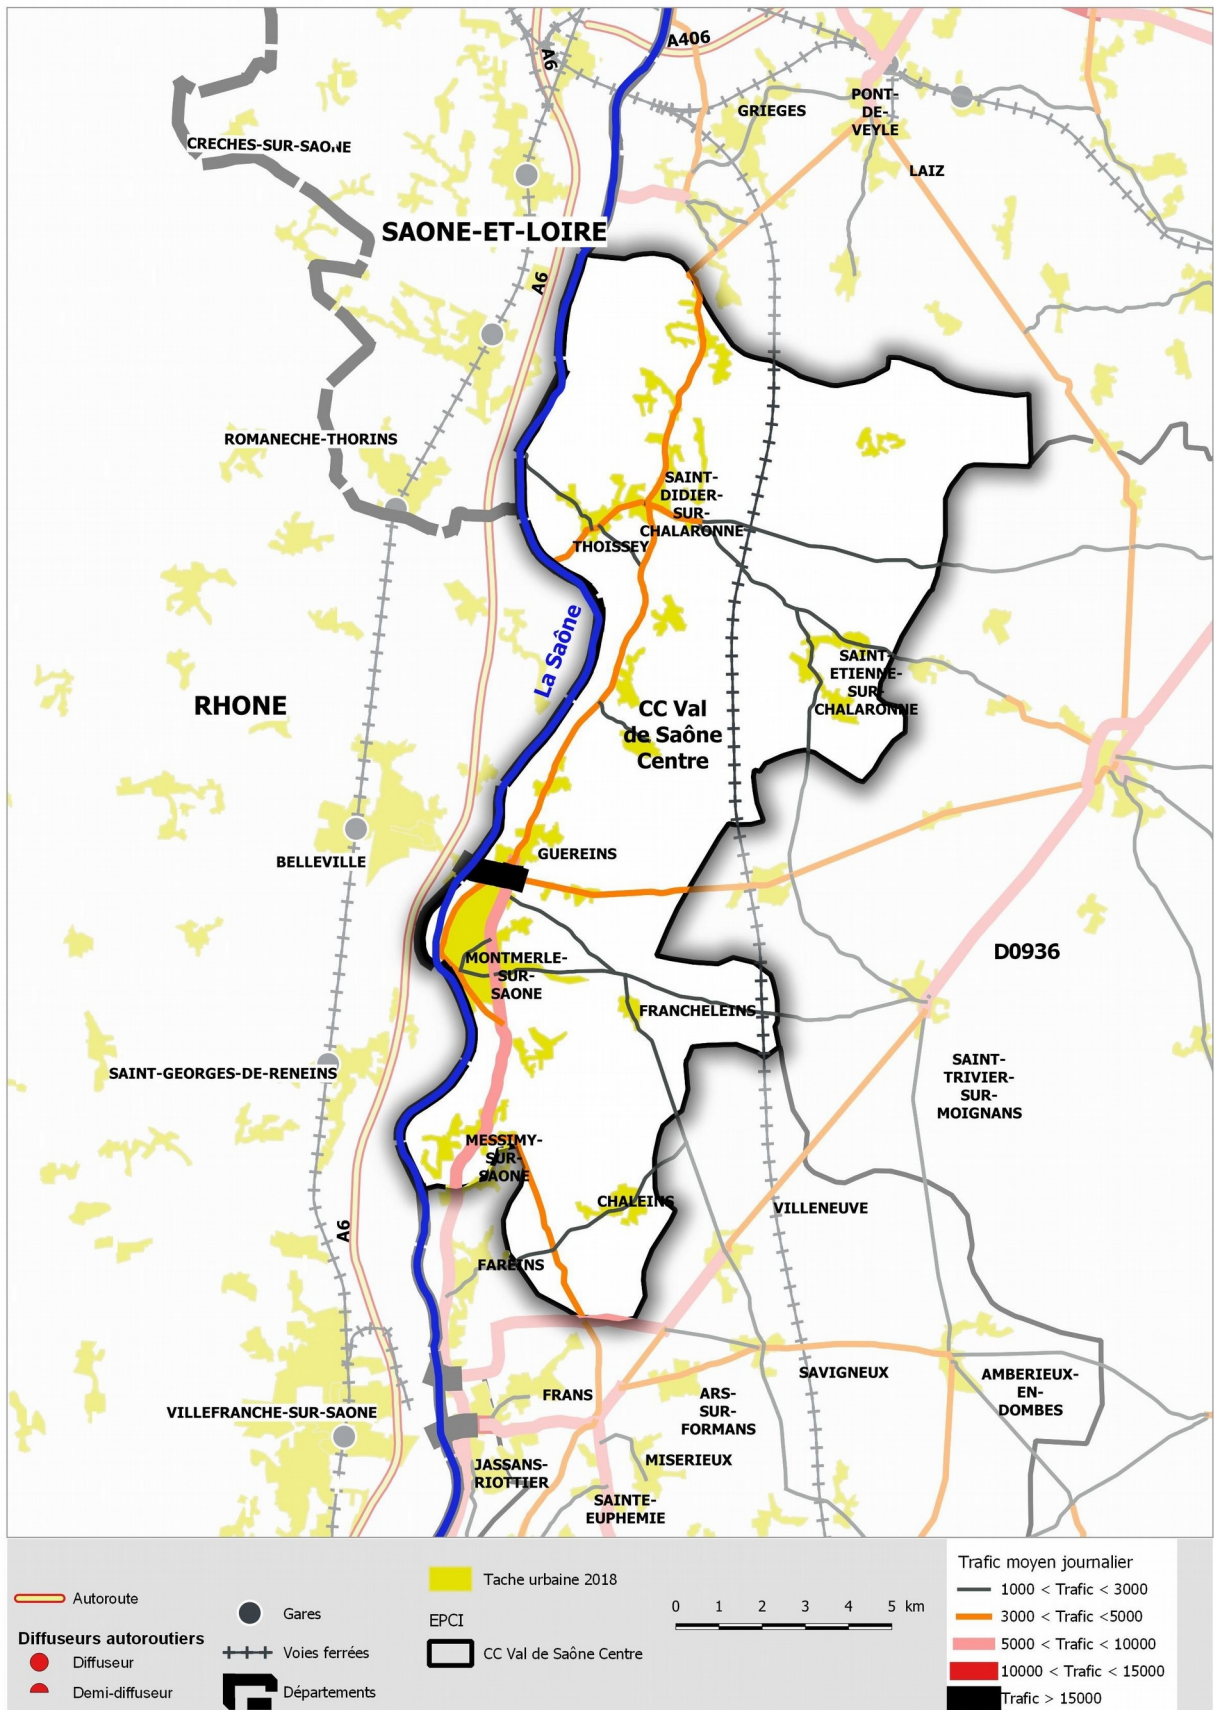 A406
A6
GRIEGES
PONT-
DE-
VEYLE
CRECHES-SUR-SAONE
LAIZ
SAONE-ET-LOIRE
A6
ROMANECHE-THORINS
SAINT-
DIDIER-
SUR-
CHALARONNE
THOISSEY
La Saône
SAINT-
ETIENNE-
SUR-
CHALARONNE
RHONE
CC Val
de Saône
Centre
GUEREINS
BELLEVILLE
D0936
MONTMERLE-
SUR-
SAONE
FRANCHELEINS
SAINT-GEORGES-DE-RENEINS
SAINT-
TRIVIER-
SUR-
MOIGNANS
MESSIMY-
SUR-
SAONE
CHALEINS
VILLENEUVE
A6
FAREINS
SAVIGNEUX
AMBERIEUX-
EN-
DOMBES
FRANS
ARS-
SUR-
FORMANS
VILLEFRANCHE-SUR-SAONE
MISERIEUX
JASSANS-
RIOTTIER
SAINTE-
EUPHEMIE
Autoroute
Diffuseurs autoroutiers
Diffuseur
Demi-diffuseur
Gares
Voies ferrées
Départements
Tache urbaine 2018
EPCI
CC Val de Saône Centre
0 1 2 3 4 5 km
Trafic moyen journalier
1000 < Trafic < 3000
3000 < Trafic <5000
5000 < Trafic < 10000
10000 < Trafic < 15000
Trafic > 15000